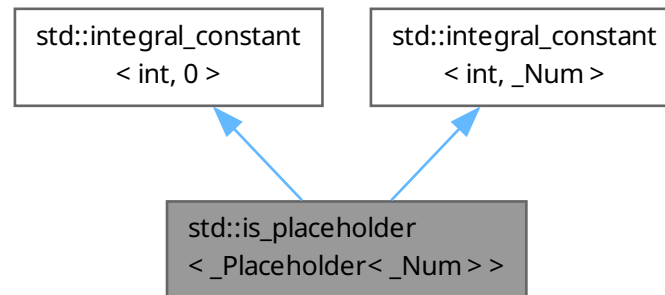 std::integral_constant
< int, 0 >
std::integral_constant
< int, _Num >
std::is_placeholder
< _Placeholder< _Num > >